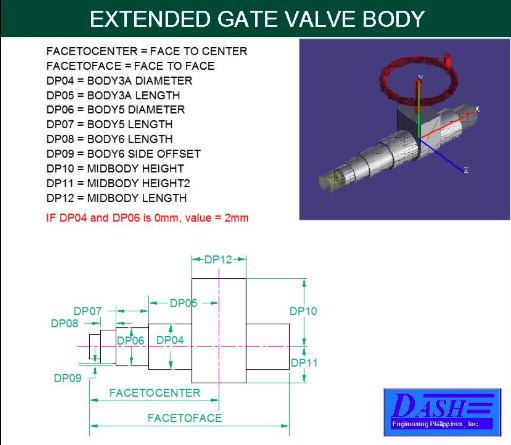 EXTENDED GATE VALVE BODY
FACETOCENTER = FACE TO CENTER
FACETOFACE = FACE TO FACE
DP04 = BODY3A DIAMETER
DP05 = BODY3A LENGTH
DP06 = BODY5 DIAMETER
DP07 = BODY5 LENGTH
DP08 = BODY6 LENGTH
DP09 = BODY6 SIDE OFFSET
DP10 = MIDBODY HEIGHT
DP11 = MIDBODY HEIGHT2
DP12 = MIDBODY LENGTH
IF DP04 and DP06 is 0mm, value = 2mm
Y
X
Z
DP12
DP05
DP07
DP10
DP08
DP06
DP04
DP11
DP09
FACETOCENTER
FACETOFACE
DASH
Engineering Philippines, Inc.